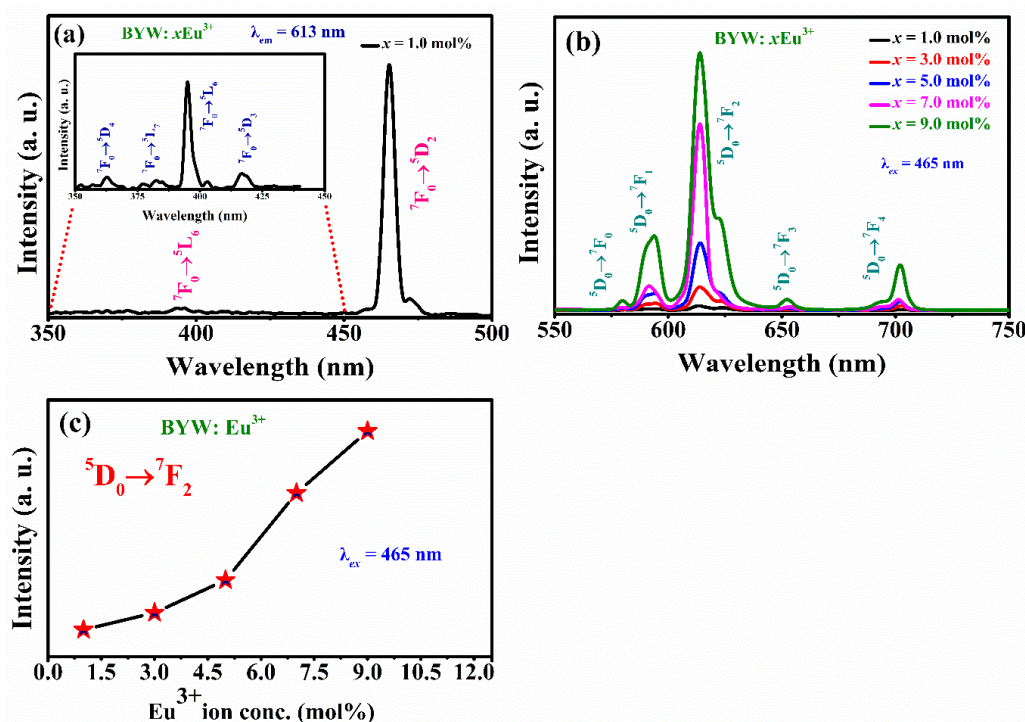 (a)
BYW: xEu³⁺
λₑₘ = 613 nm
x = 1.0 mol%
Intensity (a. u.)
⁷F₀→⁵D₄
⁷F₀→⁵L₇
⁷F₀→⁵L₆
⁷F₀→⁵D₃
352
375
400
425
450
Wavelength (nm)
⁷F₀→⁵L₆
⁷F₀→⁵D₂
Intensity (a. u.)
350
400
450
500
Wavelength (nm)
(b)
BYW: xEu³⁺
x = 1.0 mol%
x = 3.0 mol%
x = 5.0 mol%
x = 7.0 mol%
x = 9.0 mol%
λₑₓ = 465 nm
⁵D₀→⁷F₀
⁵D₀→⁷F₁
⁵D₀→⁷F₂
⁵D₀→⁷F₃
⁵D₀→⁷F₄
Intensity (a. u.)
550
600
650
700
750
Wavelength (nm)
(c)
BYW: Eu³⁺
⁵D₀→⁷F₂
λₑₓ = 465 nm
Intensity (a. u.)
0.0
1.5
3.0
4.5
6.0
7.5
9.0
10.5
12.0
Eu³⁺ ion conc. (mol%)